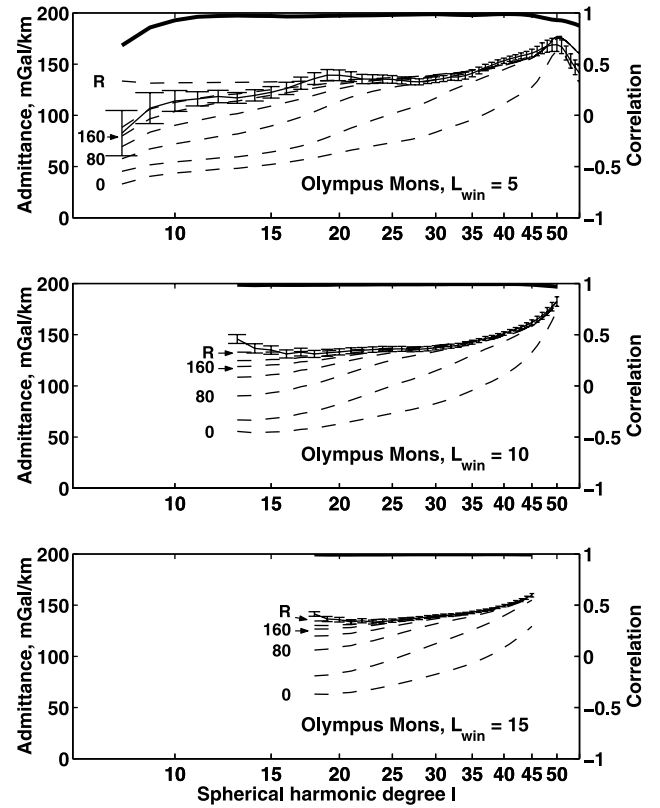 200
150
100
50
0
Admittance, mGal/km
R
160
80
0
Olympus Mons, L_win = 5
1
0.5
0
−0.5
−1
Correlation
10 15 20 25 30 35 40 45 50
200
150
100
50
0
Admittance, mGal/km
R
160
80
0
Olympus Mons, L_win = 10
1
0.5
0
−0.5
−1
Correlation
10 15 20 25 30 35 40 45 50
200
150
100
50
0
Admittance, mGal/km
R
160
80
0
Olympus Mons, L_win = 15
1
0.5
0
−0.5
−1
Correlation
10 15 20 25 30 35 40 45 50
Spherical harmonic degree l